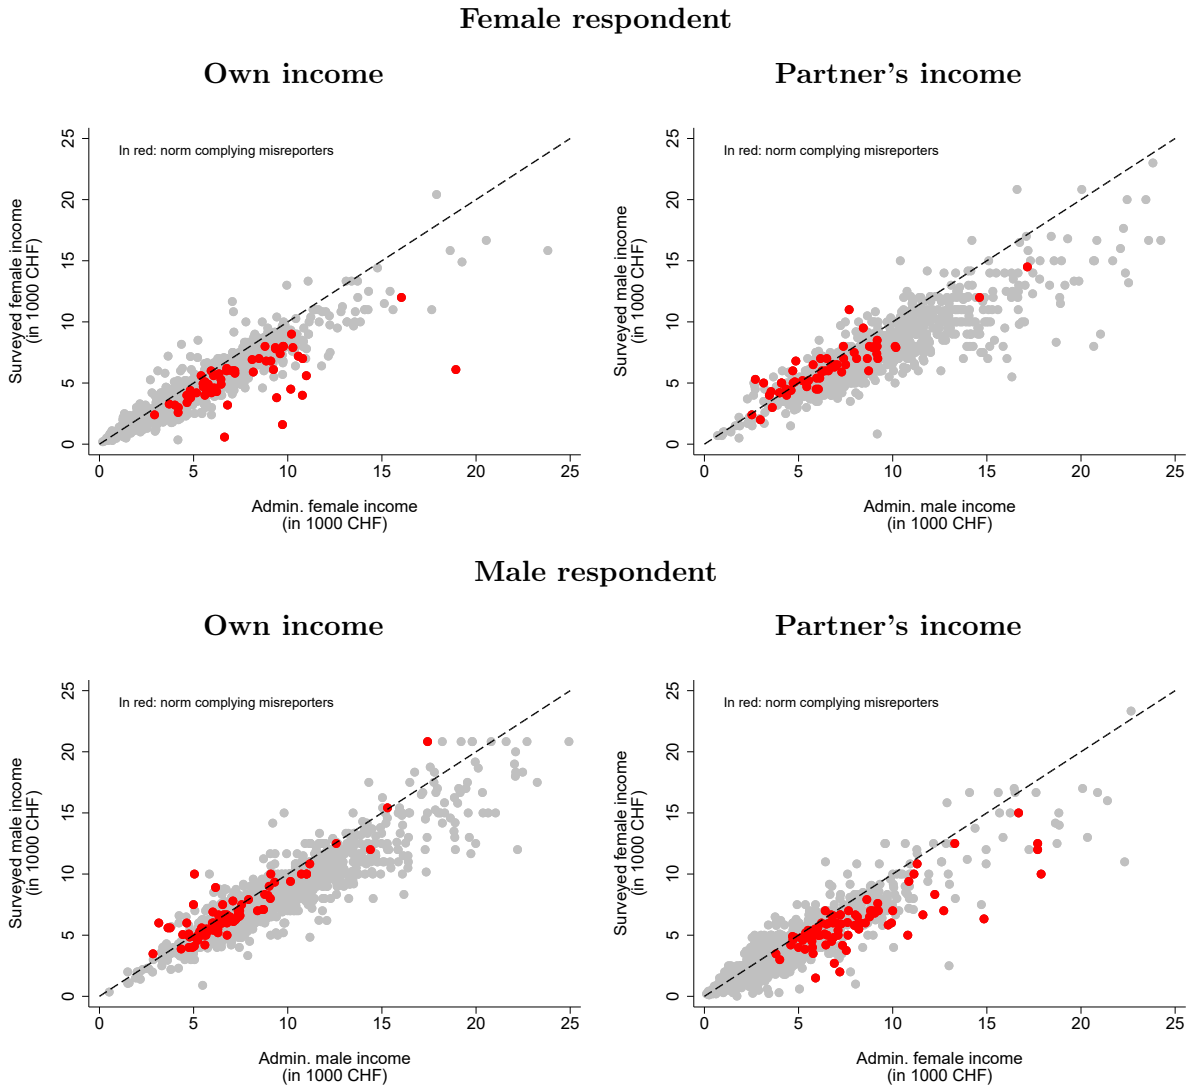 Female respondent
Own income
Partner's income
In red: norm complying misreporters
Surveyed female income
(in 1000 CHF)
25
20
15
10
5
0
0 5 10 15 20 25
Admin. female income
(in 1000 CHF)
In red: norm complying misreporters
Surveyed male income
(in 1000 CHF)
25
20
15
10
5
0
0 5 10 15 20 25
Admin. male income
(in 1000 CHF)
Male respondent
Own income
Partner's income
In red: norm complying misreporters
Surveyed male income
(in 1000 CHF)
25
20
15
10
5
0
0 5 10 15 20 25
Admin. male income
(in 1000 CHF)
In red: norm complying misreporters
Surveyed female income
(in 1000 CHF)
25
20
15
10
5
0
0 5 10 15 20 25
Admin. female income
(in 1000 CHF)